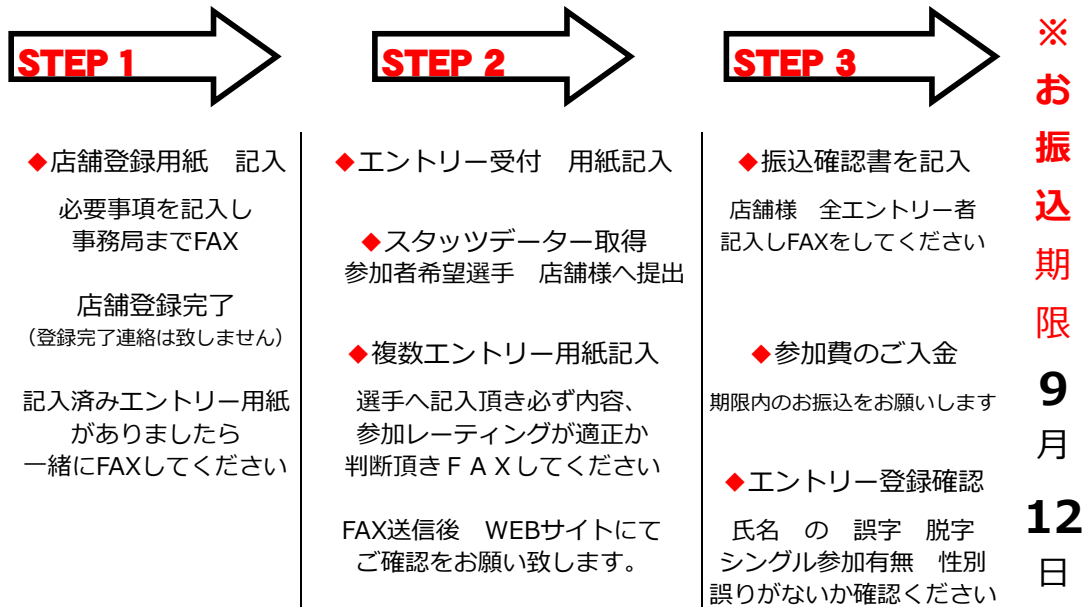 STEP 1
◆店舗登録用紙　記入
必要事項を記入し
事務局までFAX
店舗登録完了
（登録完了連絡は致しません）
記入済みエントリー用紙
がありましたら
一緒にFAXしてください
STEP 2
◆エントリー受付　用紙記入
◆スタッツデーター取得
参加者希望選手　店舗様へ提出
◆複数エントリー用紙記入
選手へ記入頂き必ず内容、
参加レーティングが適正か
判断頂きＦＡＸしてください
FAX送信後　WEBサイトにて
ご確認をお願い致します。
STEP 3
◆振込確認書を記入
店舗様　全エントリー者
記入しFAXをしてください
◆参加費のご入金
期限内のお振込をお願いします
◆エントリー登録確認
氏名　の　誤字　脱字
シングル参加有無　性別
誤りがないか確認ください
※お振込期限9月12日